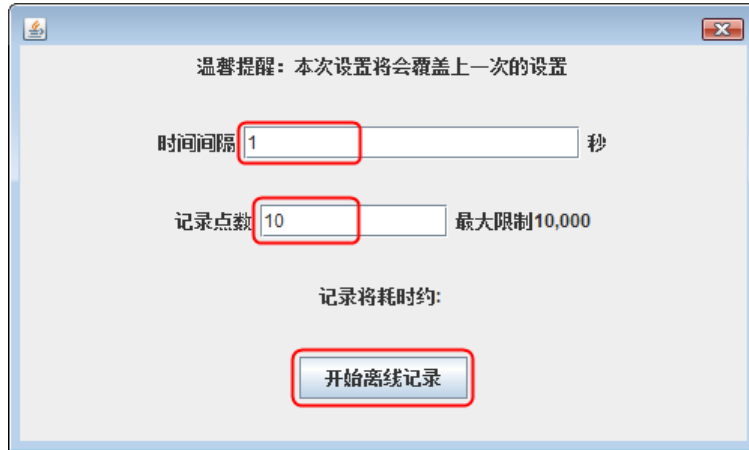 温馨提醒：本次设置将会覆盖上一次的设置
时间间隔 1 秒
记录点数 10 最大限制10,000
记录将耗时约:
开始离线记录